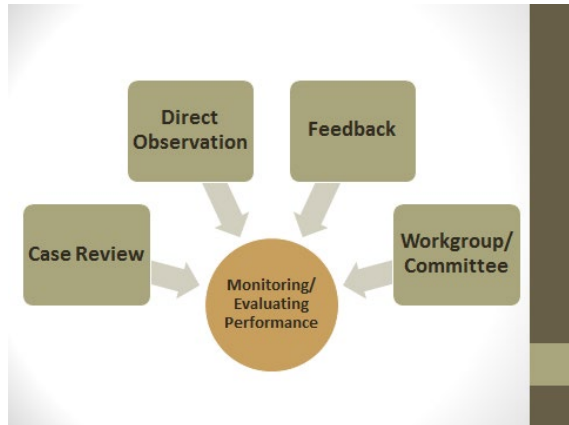 Direct
Observation
Feedback
Case Review
Workgroup/
Committee
Monitoring/
Evaluating
Performance